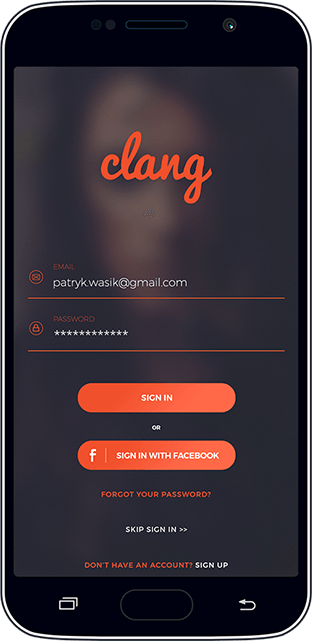 clang
EMAIL
patryk.wasik@gmail.com
PASSWORD
************
SIGN IN
OR
f SIGN IN WITH FACEBOOK
FORGOT YOUR PASSWORD?
SKIP SIGN IN >>
DON'T HAVE AN ACCOUNT? SIGN UP